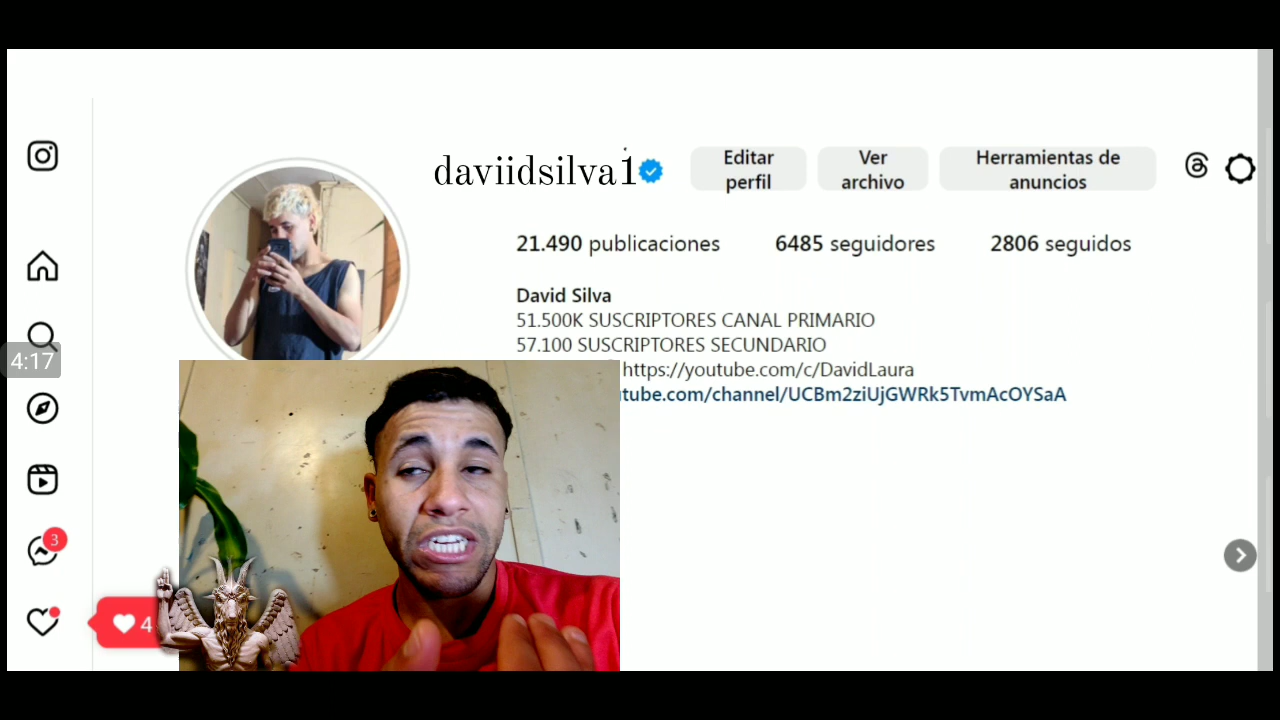 daviidsilva1
Editar perfil
Ver archivo
Herramientas de anuncios
21.490 publicaciones 6485 seguidores 2806 seguidos
David Silva
51.500K SUSCRIPTORES CANAL PRIMARIO
57.100 SUSCRIPTORES SECUNDARIO
https://youtube.com/c/DavidLaura
utube.com/channel/UCBm2ziUjGWRk5TvmAcOYSaA
4:17
3
4